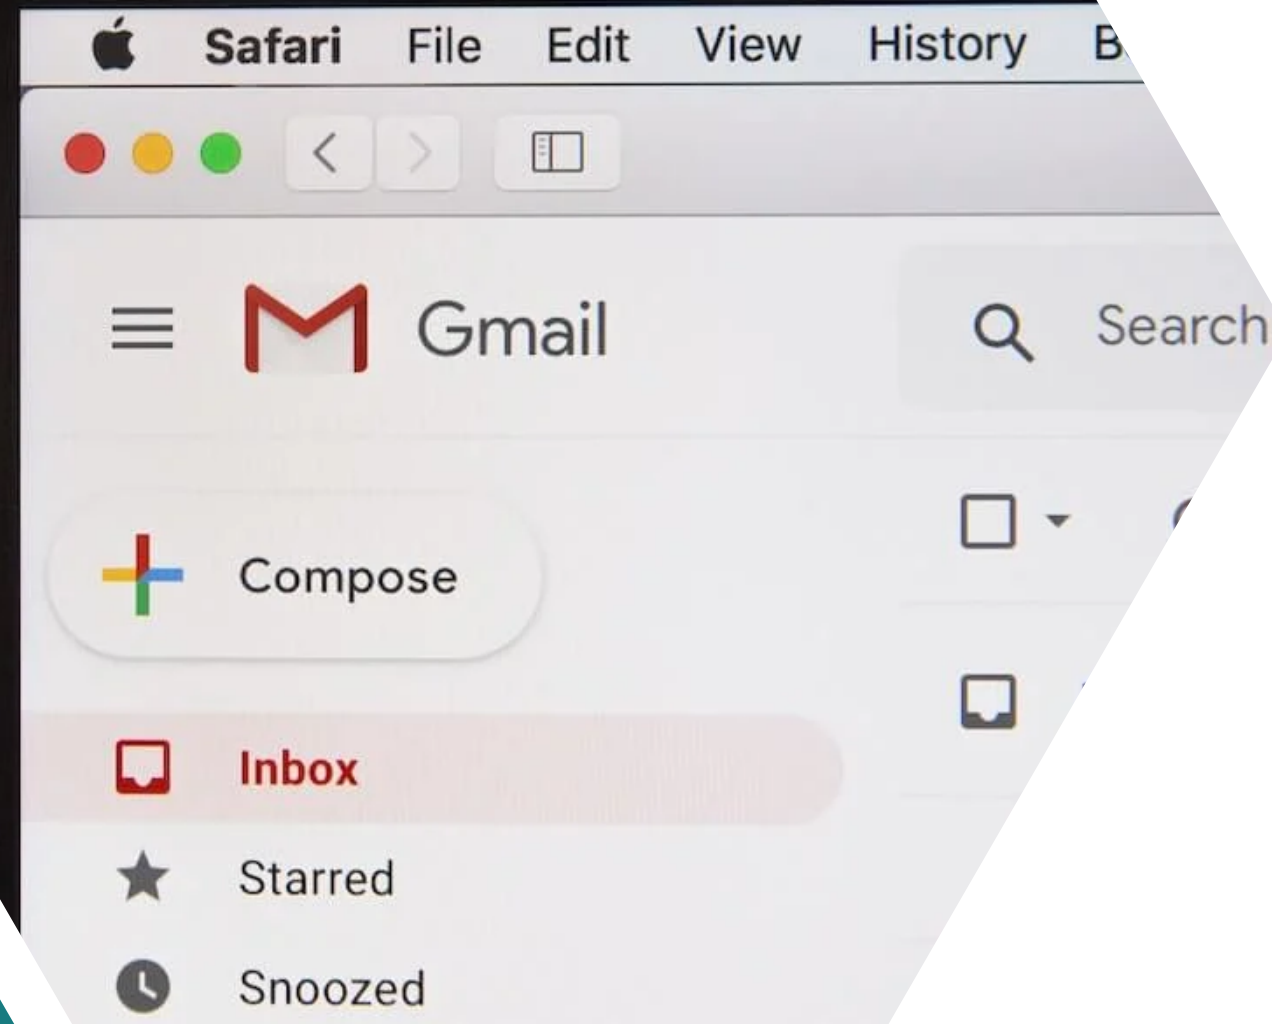 Safari File Edit View History B
Gmail
Search
Compose
Inbox
Starred
Snoozed